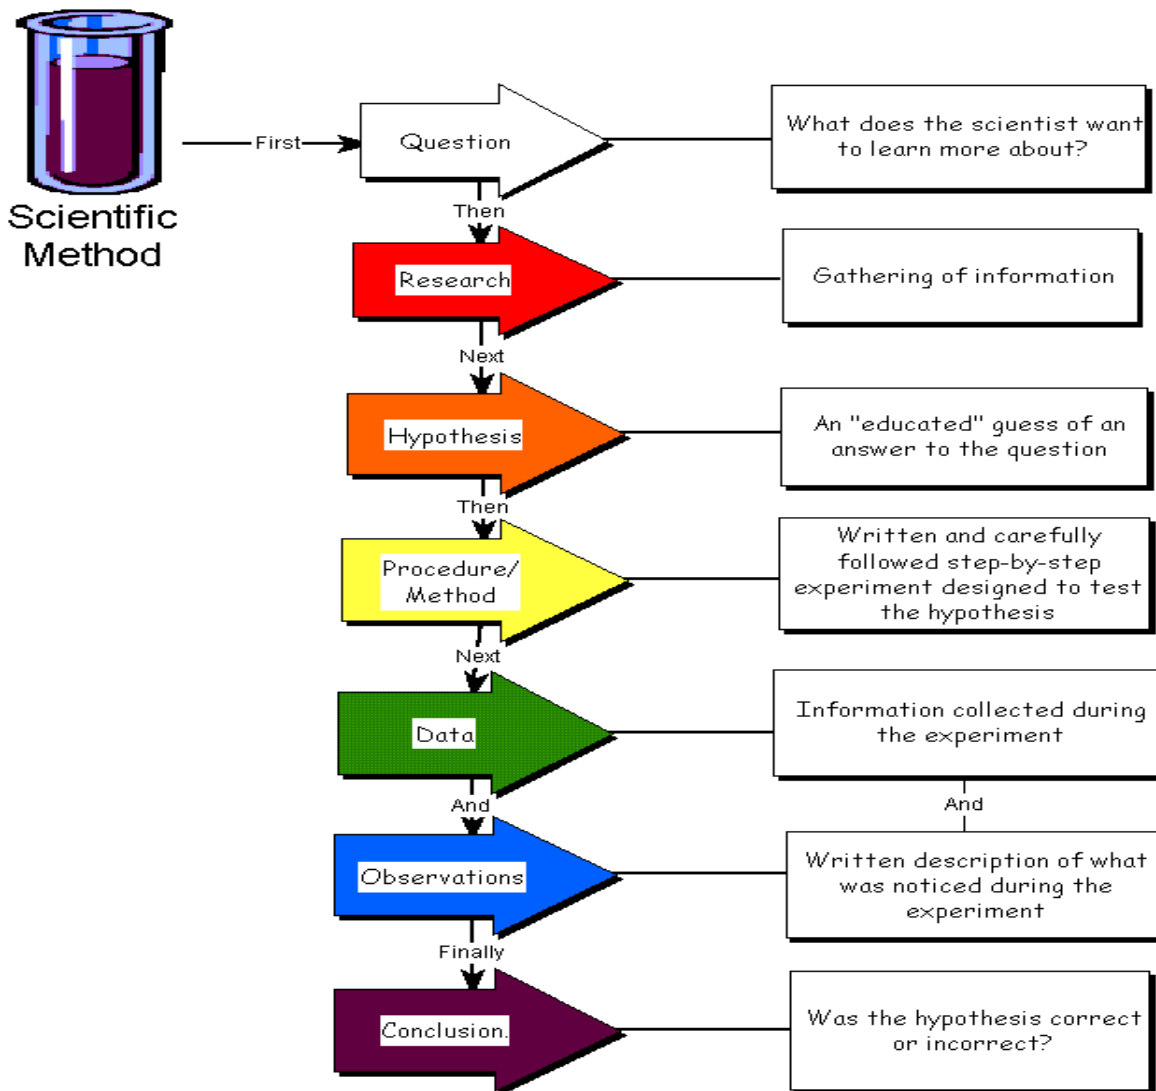 Scientific
Method
First
Question
What does the scientist want
to learn more about?
Then
Research
Gathering of information
Next
Hypothesis
An "educated" guess of an
answer to the question
Then
Procedure/
Method
Written and carefully
followed step-by-step
experiment designed to test
the hypothesis
Next
Data
Information collected during
the experiment
And
And
Observations
Written description of what
was noticed during the
experiment
Finally
Conclusion.
Was the hypothesis correct
or incorrect?